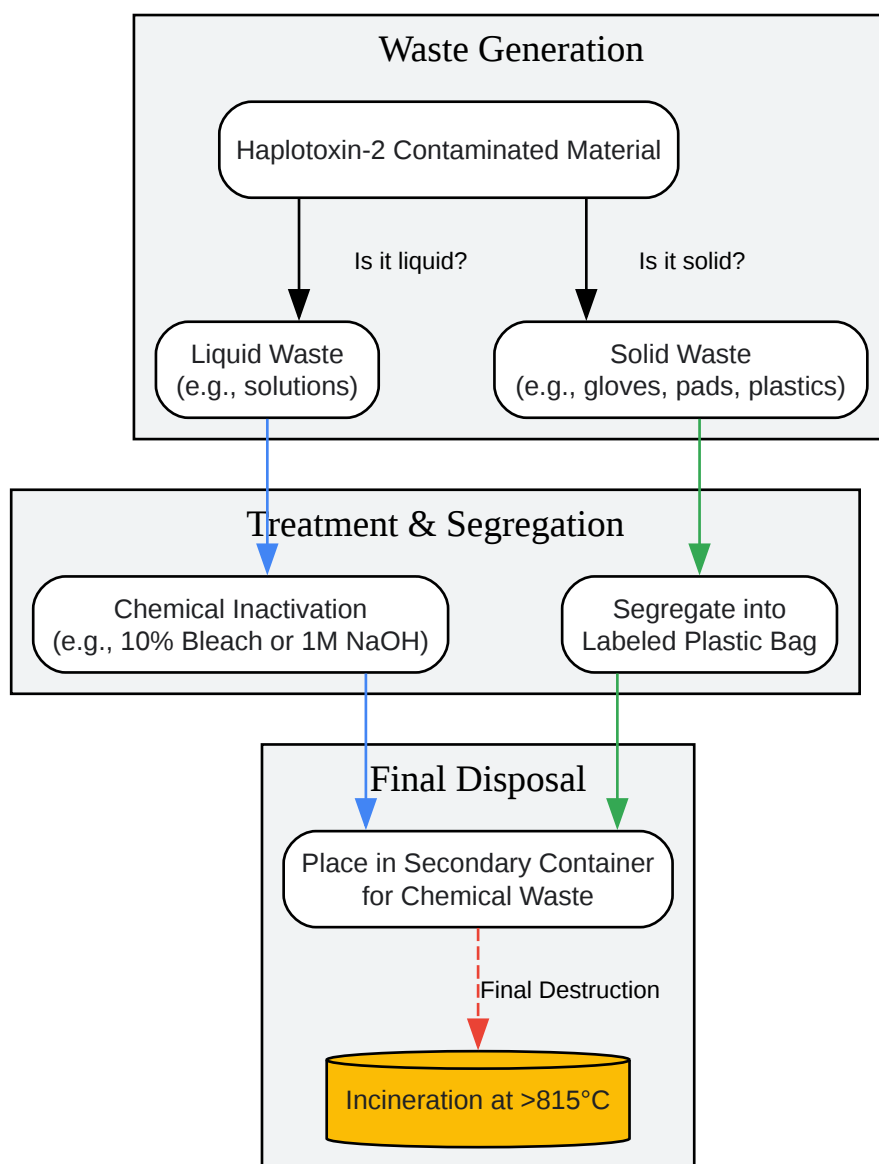 Waste Generation
Haplotoxin-2 Contaminated Material
Is it liquid?
Is it solid?
Liquid Waste
(e.g., solutions)
Solid Waste
(e.g., gloves, pads, plastics)
Treatment & Segregation
Chemical Inactivation
(e.g., 10% Bleach or 1M NaOH)
Segregate into
Labeled Plastic Bag
Final Disposal
Place in Secondary Container
for Chemical Waste
Final Destruction
Incineration at >815°C